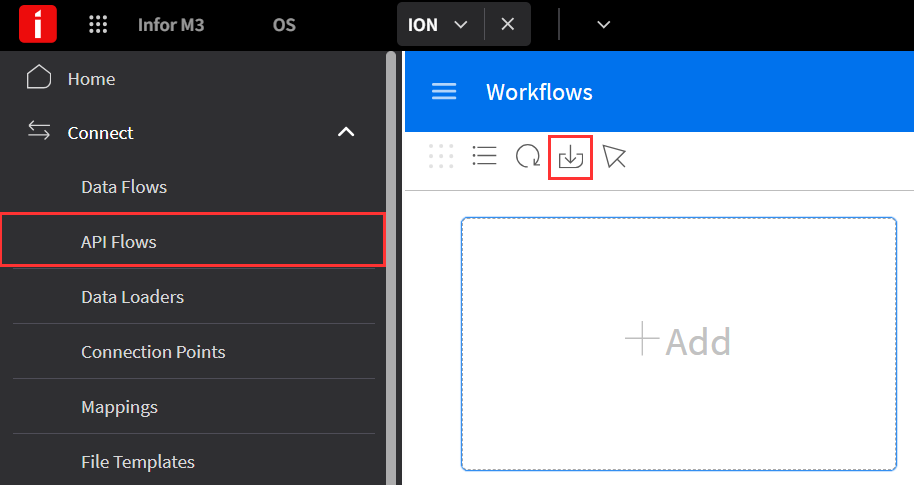 Infor M3 OS ION
Home
Connect
Data Flows
API Flows
Data Loaders
Connection Points
Mappings
File Templates
Workflows
Add